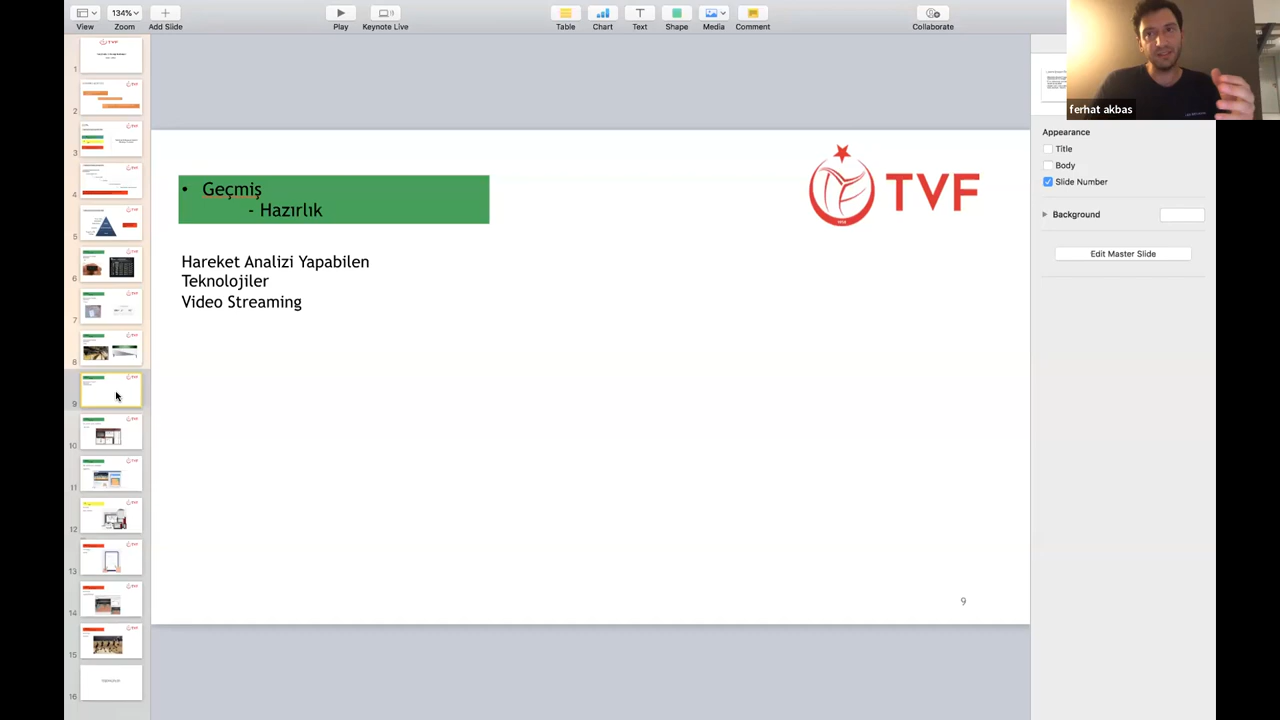 134%
View
Zoom
Add Slide
Play
Keynote Live
Table
Chart
Text
Shape
Media
Comment
Collaborate
ferhat akbas
Appearance
Title
Body
Slide Number
Background
Edit Master Slide
Geçmiş
- Hazırlık
TVF
Hareket Analizi Yapabilen
Teknolojiler
Video Streaming
9
1
TVF
2
3
4
5
6
7
8
9
10
11
12
13
14
15
16